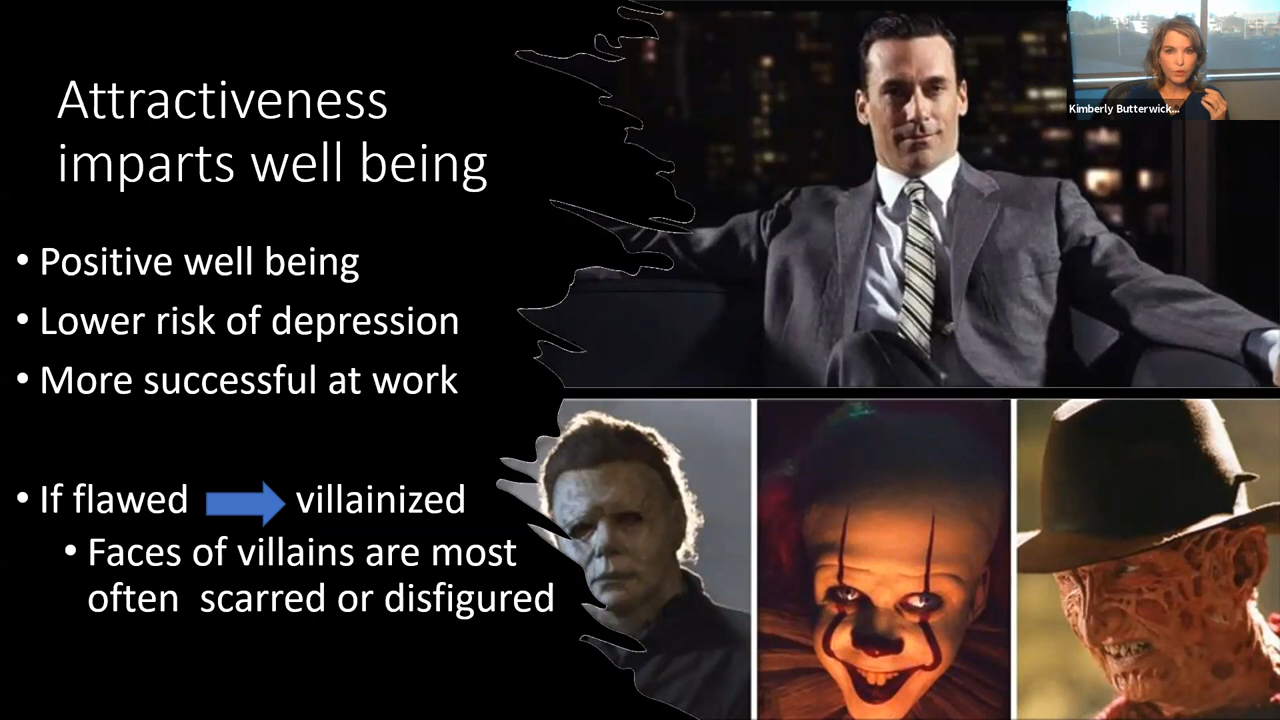 Attractiveness
imparts well being
• Positive well being
• Lower risk of depression
• More successful at work
• If flawed villainized
• Faces of villains are most
often scarred or disfigured
Kimberly Butterwick...